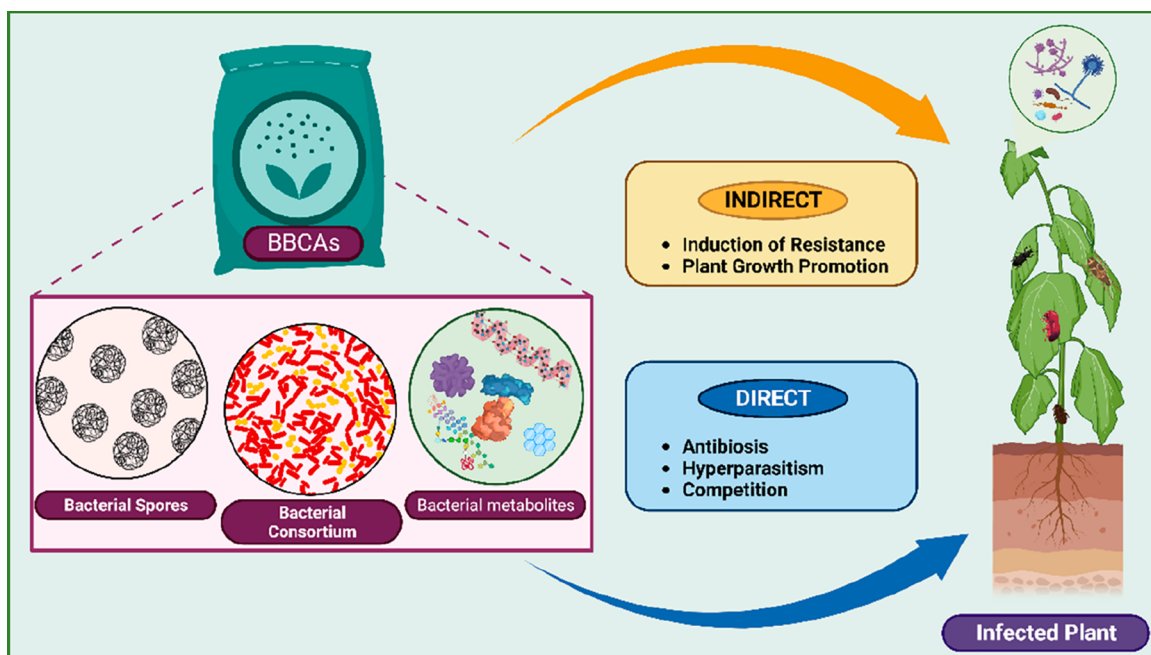 BBCAs
Bacterial Spores
Bacterial
Consortium
Bacterial metabolites
INDIRECT
• Induction of Resistance
• Plant Growth Promotion
DIRECT
• Antibiosis
• Hyperparasitism
• Competition
Infected Plant